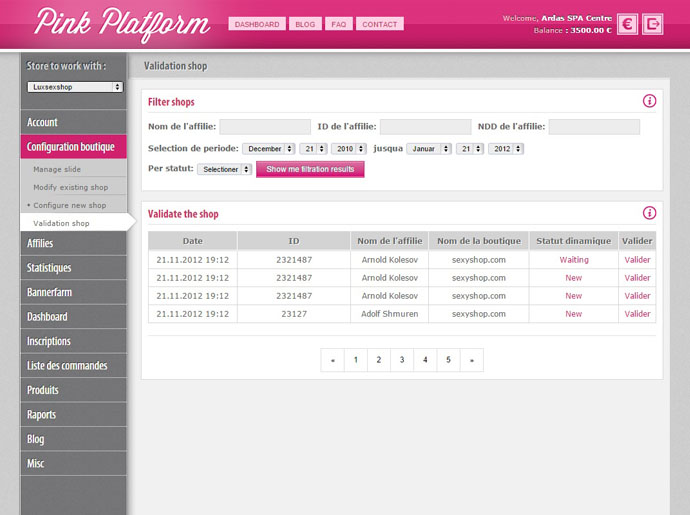 Pink Platform
DASHBOARD BLOG FAQ CONTACT
Welcome, Ardas SPA Centre
Balance : 3500.00 €
€
Store to work with :
Luxsexshop
Account
Configuration boutique
Manage slide
Modify existing shop
• Configure new shop
Validation shop
Affilies
Statistiques
Bannerfarm
Dashboard
Inscriptions
Liste des commandes
Produits
Raports
Blog
Misc
Validation shop
Filter shops
i
Nom de l'affilie: ID de l'affilie: NDD de l'affilie:
Selection de periode: December 21 2010 jusqua Januar 21 2012
Per statut: Selectioner Show me filtration results
Validate the shop
i
Date ID Nom de l'affilie Nom de la boutique Statut dinamique Valider
21.11.2012 19:12 2321487 Arnold Kolesov sexyshop.com Waiting Valider
21.11.2012 19:12 2321487 Arnold Kolesov sexyshop.com New Valider
21.11.2012 19:12 2321487 Arnold Kolesov sexyshop.com New Valider
21.11.2012 19:12 23127 Adolf Shmuren sexyshop.com New Valider
« 1 2 3 4 5 »